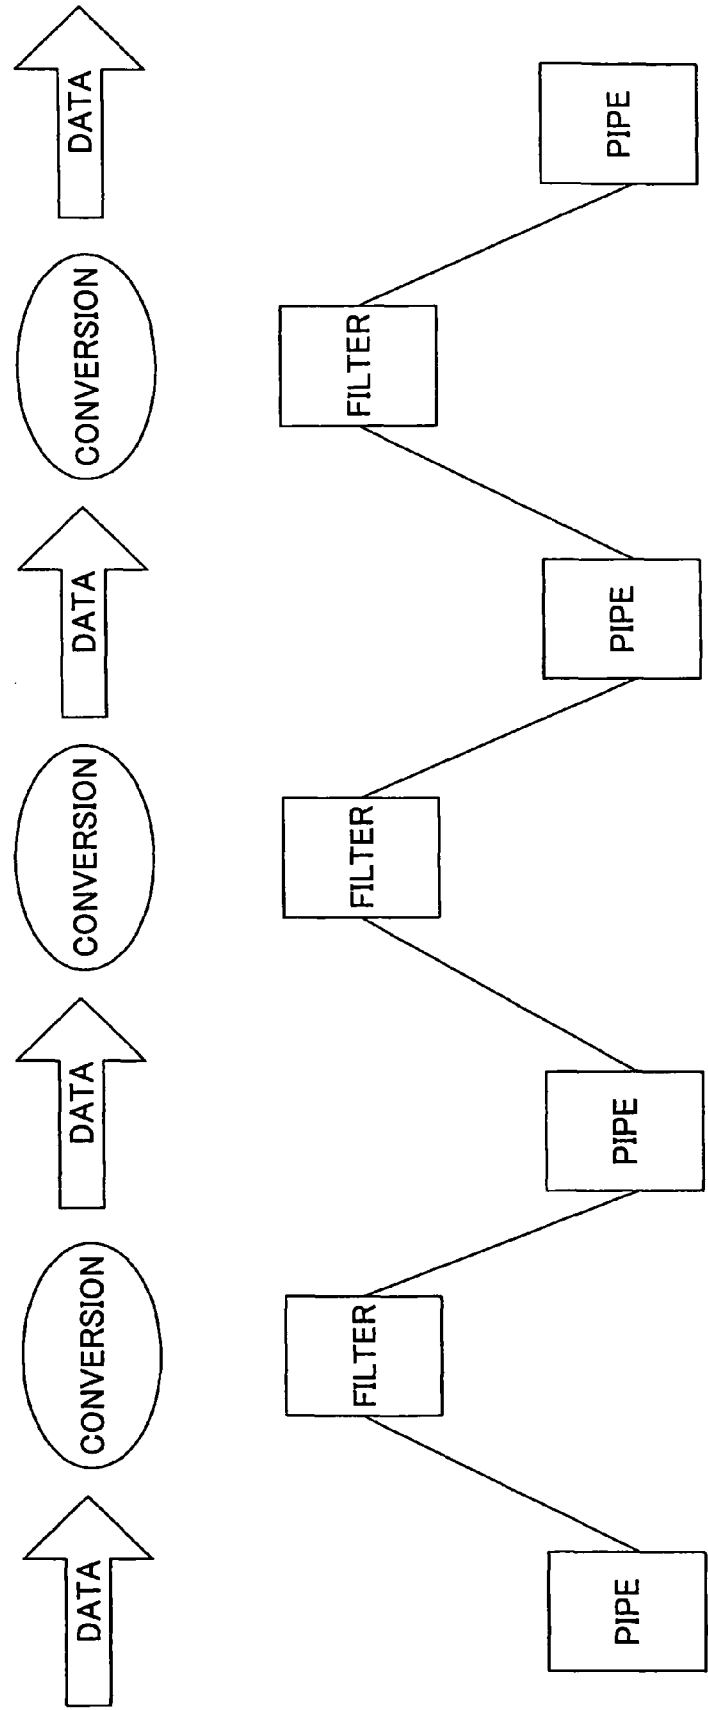 DATA
CONVERSION
DATA
CONVERSION
DATA
CONVERSION
DATA
FILTER
FILTER
FILTER
PIPE
PIPE
PIPE
PIPE